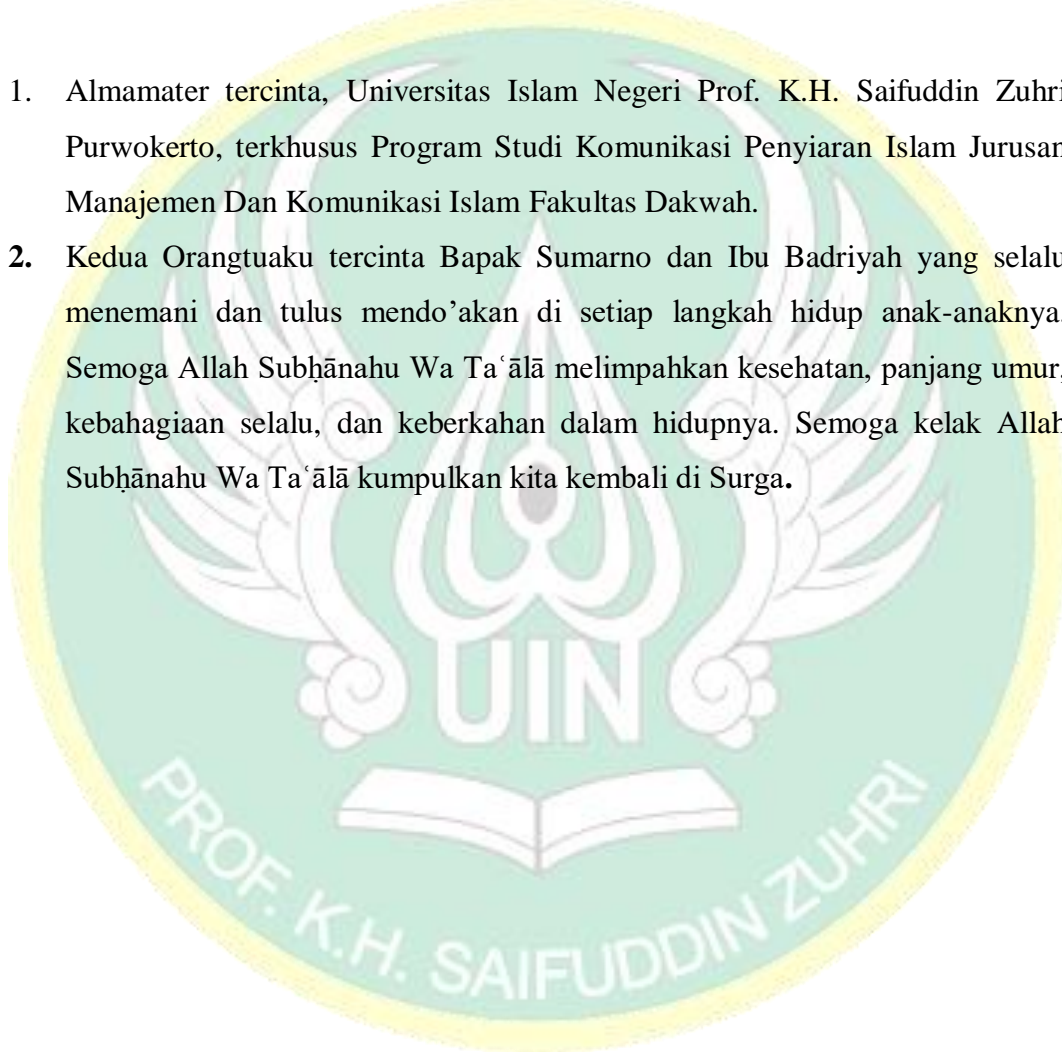 1. Almamater tercinta, Universitas Islam Negeri Prof. K.H. Saifuddin Zuhri
Purwokerto, terkhusus Program Studi Komunikasi Penyiaran Islam Jurusan
Manajemen Dan Komunikasi Islam Fakultas Dakwah.
2. Kedua Orangtuaku tercinta Bapak Sumarno dan Ibu Badriyah yang selalu
menemani dan tulus mendo’akan di setiap langkah hidup anak-anaknya.
Semoga Allah Subḥānahu Wa Taʿālā melimpahkan kesehatan, panjang umur,
kebahagiaan selalu, dan keberkahan dalam hidupnya. Semoga kelak Allah
Subḥānahu Wa Taʿālā kumpulkan kita kembali di Surga.
UIN
PROF. K.H. SAIFUDDIN ZUHRI